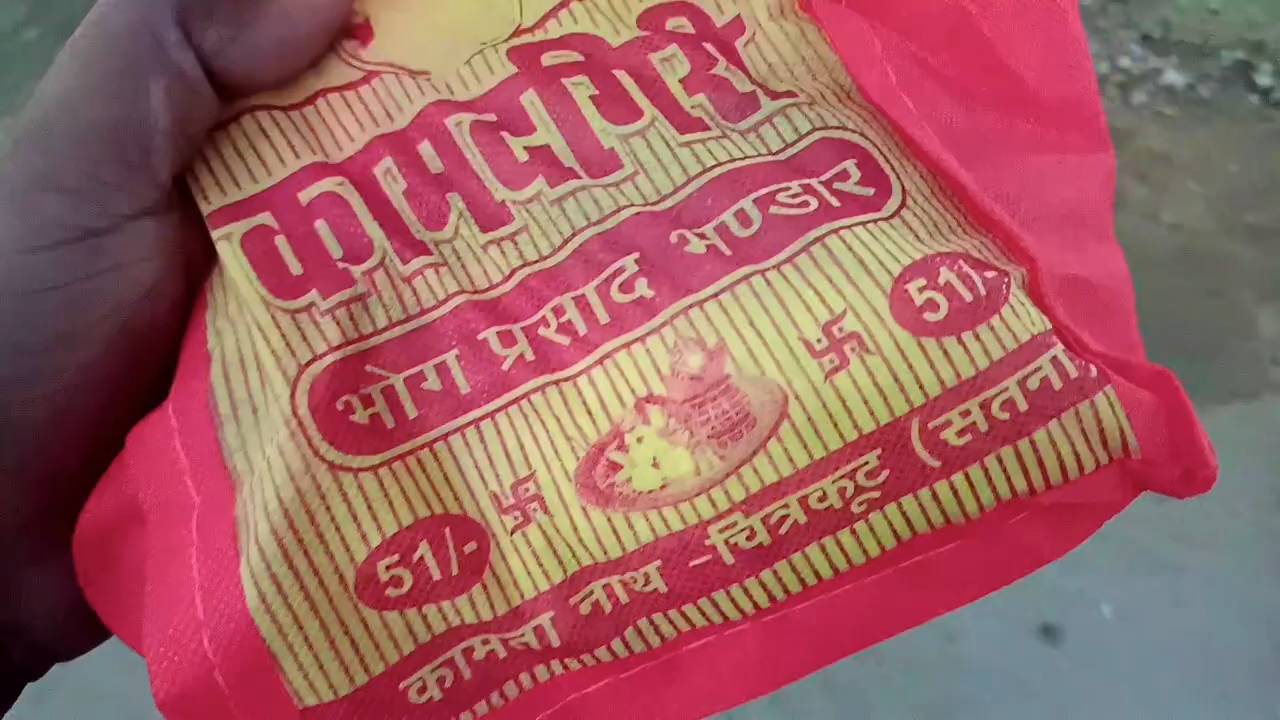 कामदगिरी
भोग प्रसाद भण्डार
51/-
51/-
कामता नाथ -चित्रकूट (सतना)